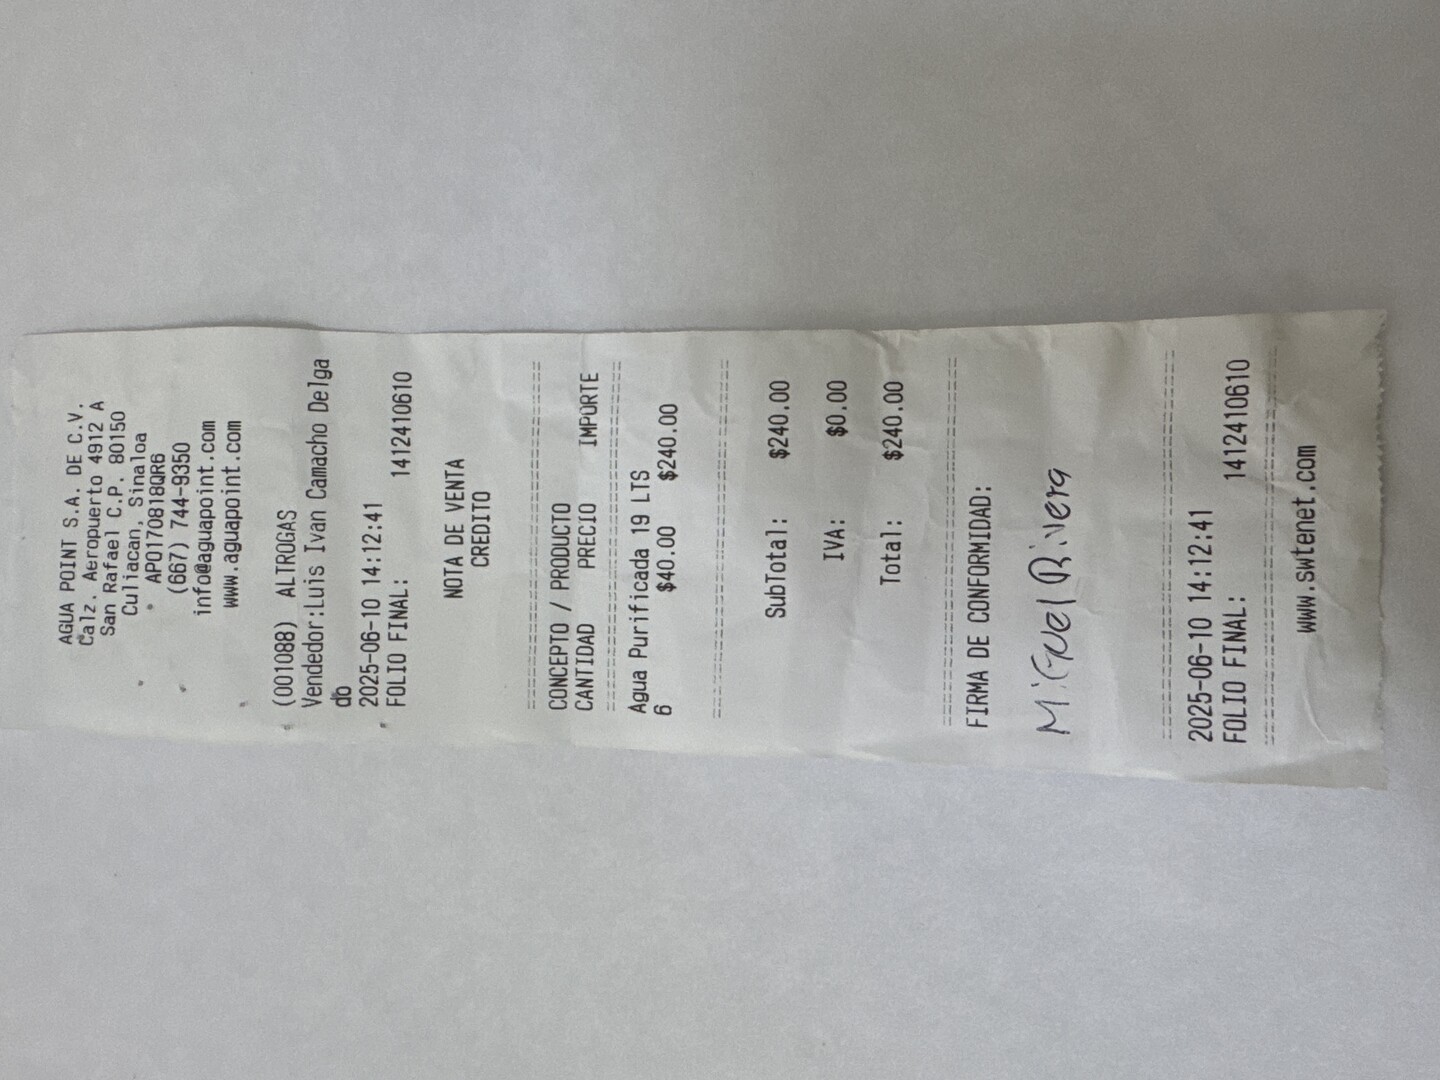 AGUA POINT S.A. DE C.V.
Calz. Aeropuerto 4912 A
San Rafael C.P. 80150
Culiacan, Sinaloa
APO170818QR6
(667) 744-9350
info@aguapoint.com
www.aguapoint.com
(001088) ALTROGAS
Vendedor:Luis Ivan Camacho Delga
do
2025-06-10 14:12:41
FOLIO FINAL: 1412410610
NOTA DE VENTA
CREDITO
================================
CONCEPTO / PRODUCTO
CANTIDAD PRECIO IMPORTE
================================
Agua Purificada 19 LTS
6 $40.00 $240.00
================================
SubTotal: $240.00
IVA: $0.00
Total: $240.00
================================
FIRMA DE CONFORMIDAD:
Miguel Rivera
================================
2025-06-10 14:12:41
FOLIO FINAL: 1412410610
================================
www.swtenet.com